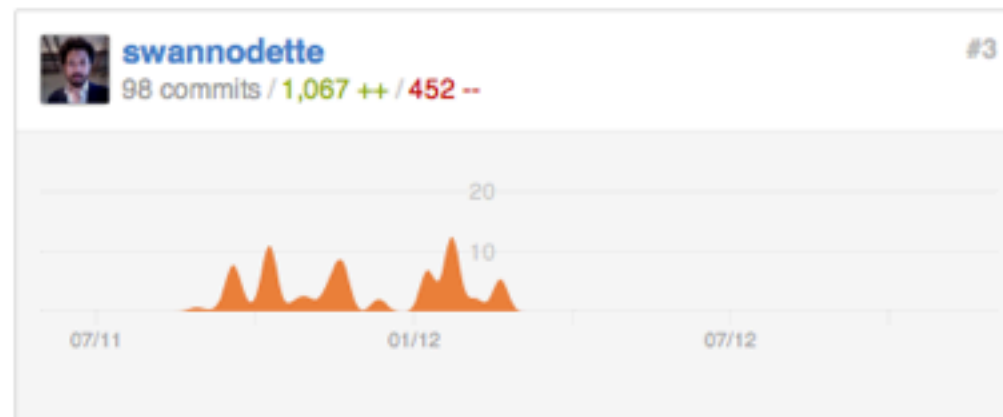 swannodette
#3
98 commits / 1,067 ++ / 452 --
20
10
07/11 01/12 07/12